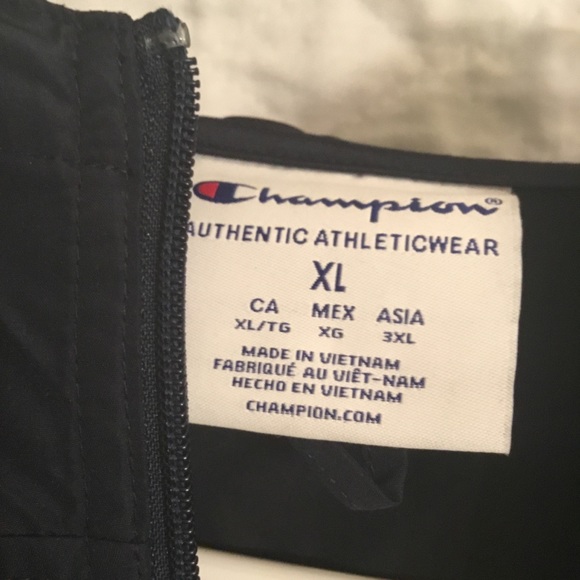 Champion®
AUTHENTIC ATHLETICWEAR
XL
CA MEX ASIA
XL/TG XG 3XL
MADE IN VIETNAM
FABRIQUÉ AU VIÊT-NAM
HECHO EN VIETNAM
CHAMPION.COM